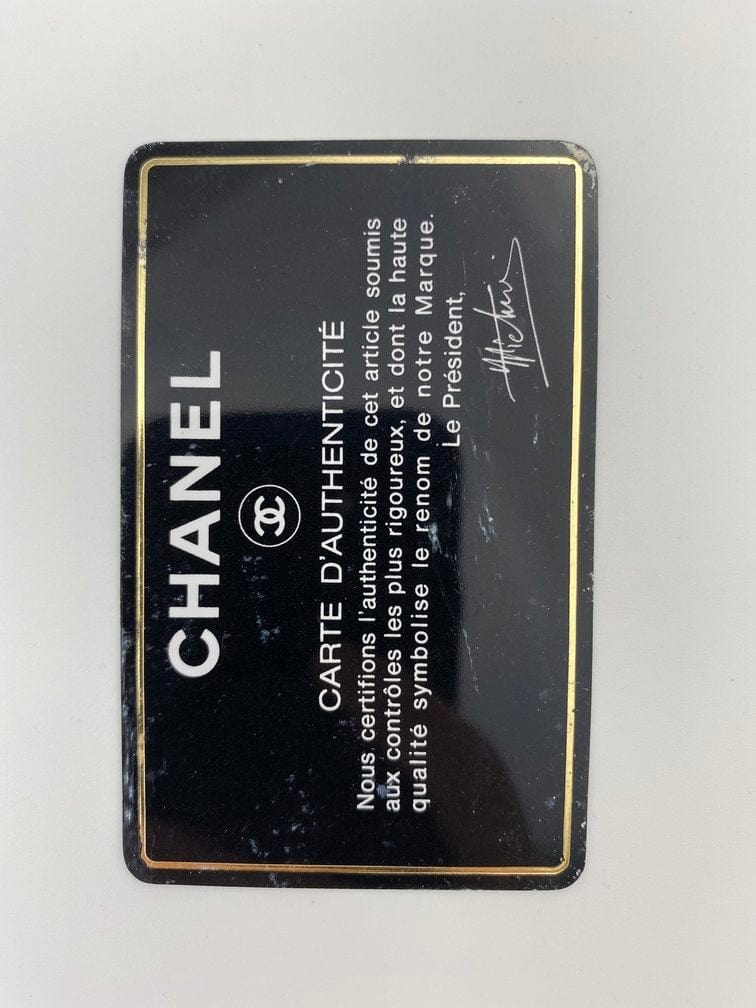 CHANEL
CARTE D'AUTHENTICITÉ
Nous certifions l'authenticité de cet article soumis
aux contrôles les plus rigoureux, et dont la haute
qualité symbolise le renom de notre Marque.
Le Président,